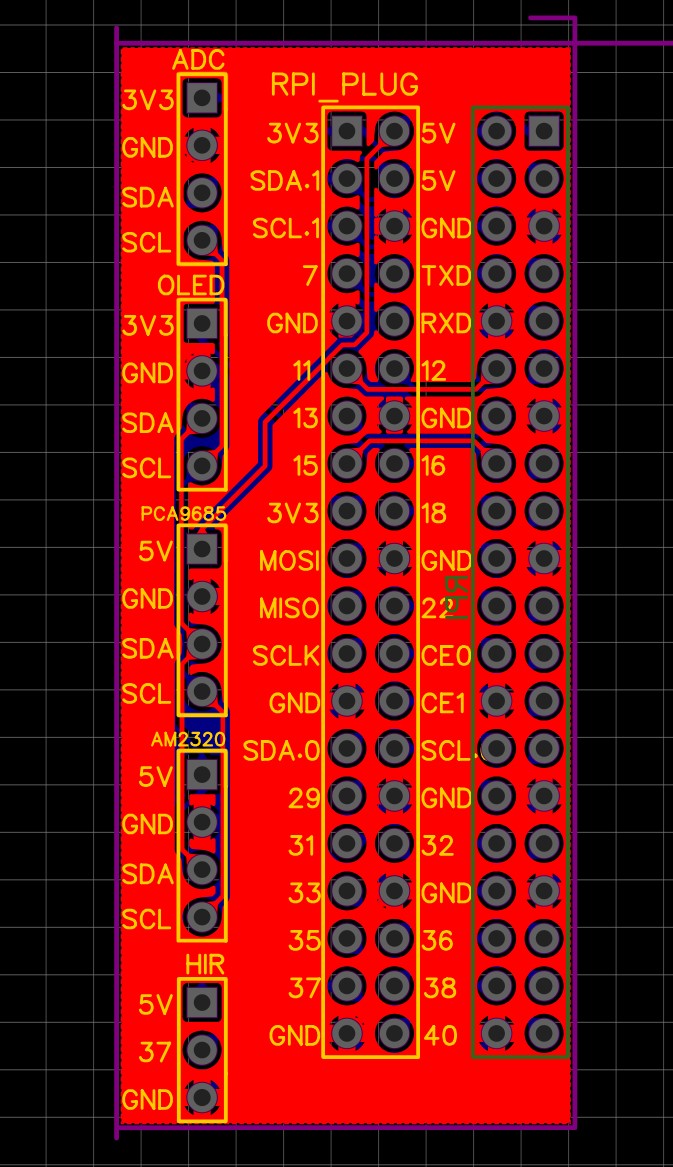 ADC
3V3
GND
SDA
SCL
OLED
3V3
GND
SDA
SCL
PCA9685
5V
GND
SDA
SCL
AM2320
5V
GND
SDA
SCL
HIR
5V
37
GND
RPI_PLUG
3V3 5V
SDA.1 5V
SCL.1 GND
7 TXD
GND RXD
11 12
13 GND
15 16
3V3 18
MOSI GND
MISO 22
SCLK CE0
GND CE1
SDA.0 SCL.
29 GND
31 32
33 GND
35 36
37 38
GND 40
RPI